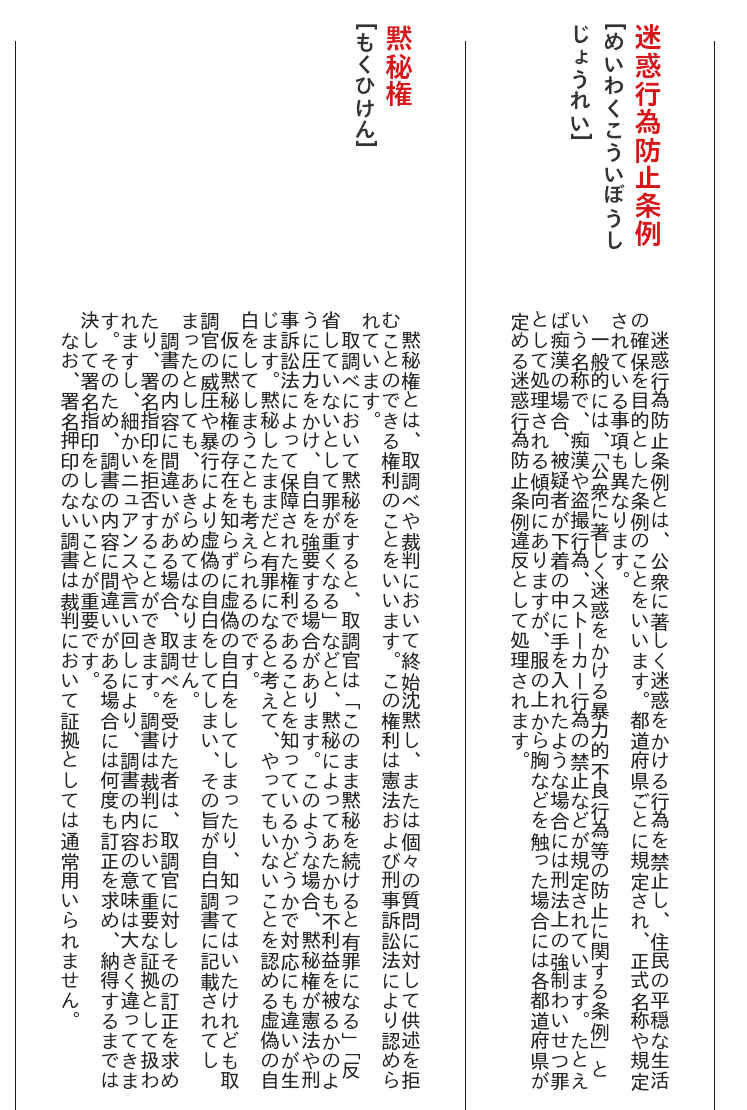 迷惑行為防止条例
【めいわくこういぼうし
じょうれい】
迷惑行為防止条例とは、公衆に著しく迷惑をかける行為を禁止し、住民の平穏な生活
の確保を目的とした条例のことをいいます。都道府県ごとに規定され、正式名称や規定
されている事項も異なります。
一般的には、「公衆に著しく迷惑をかける暴力的不良行為等の防止に関する条例」と
いう名称で、痴漢や盗撮行為、ストーカー行為の禁止などが規定されています。たとえ
ば痴漢の場合、被疑者が下着の中に手を入れたような場合には刑法上の強制わいせつ罪
として処理される傾向にありますが、服の上から胸などを触った場合には各都道府県が
定める迷惑行為防止条例違反として処理されます。
黙秘権
【もくひけん】
黙秘権とは、取調べや裁判において終始沈黙し、または個々の質問に対して供述を拒
むことのできる権利のことをいいます。この権利は憲法および刑事訴訟法により認めら
れています。
取調べにおいて黙秘をすると、取調官は「このまま黙秘を続けると有罪になる」「反
省していないとして罪が重くなる」などと、黙秘によってあたかも不利益を被るかのよ
うに圧力をかけ、自白を強要する場合があります。このような場合、黙秘権が憲法や刑
事訴訟法によって保障された権利であることを知っているかどうかで対応にも違いが生
じます。黙秘したままだと有罪になると考えて、やってもいないことを認める虚偽の自
白をしてしまうことも考えられるのです。
仮に黙秘権の存在を知らずに虚偽の自白をしてしまったり、知ってはいたけれども取
調官の威圧や暴行により虚偽の自白をしてしまい、その旨が自白調書に記載されてし
まったとしても、あきらめてはなりません。
調書の内容に間違いがある場合、取調べを受けた者は、取調官に対しその訂正を求め
たり、署名指印を拒否することができます。調書は裁判において重要な証拠として扱わ
れますし、細かいニュアンスや言い回しにより、調書の内容の意味は大きく違ってきま
す。そのため、調書の内容に間違いがある場合には何度も訂正を求め、納得するまでは
決して署名指印をしないことが重要です。
なお、署名押印のない調書は裁判において証拠としては通常用いられません。